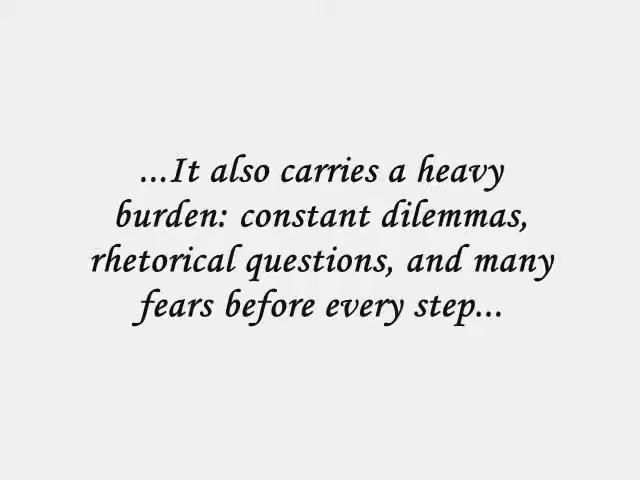 ...It also carries a heavy
burden: constant dilemmas,
rhetorical questions, and many
fears before every step...